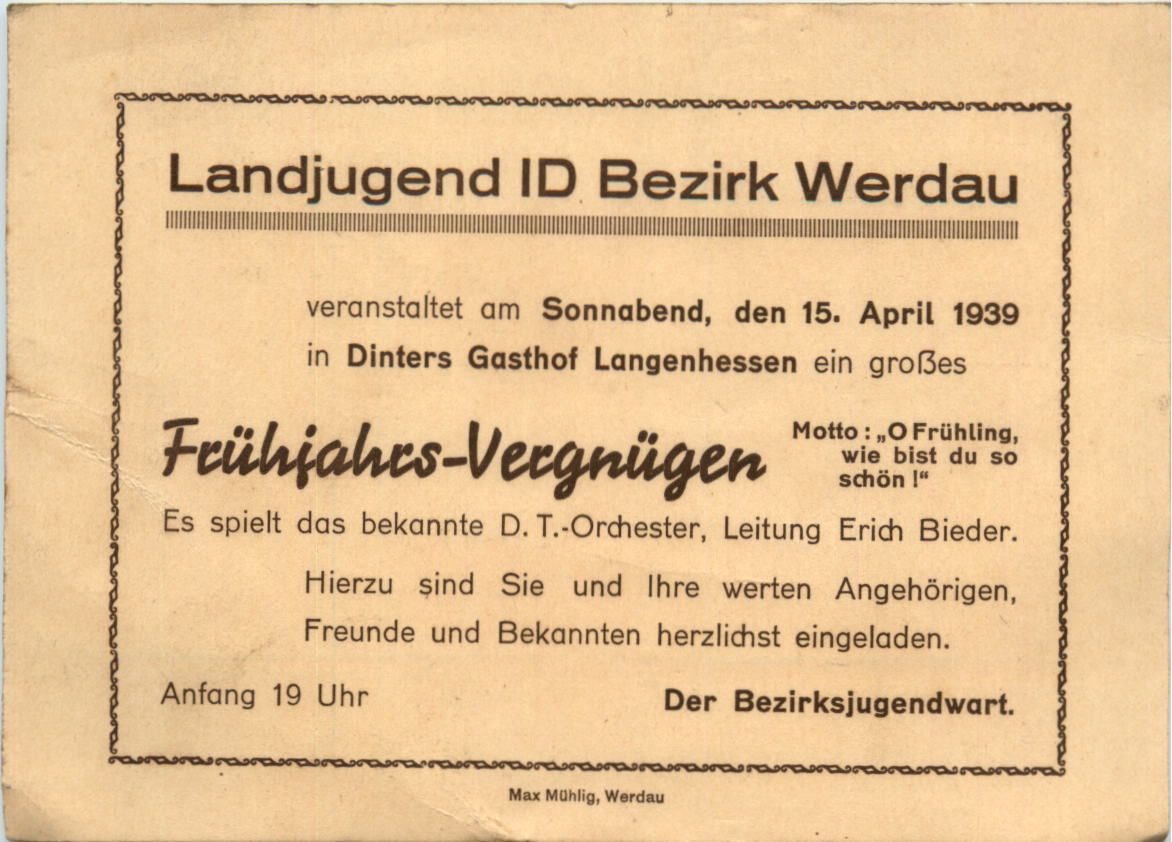 Landjugend ID Bezirk Werdau
veranstaltet am Sonnabend, den 15. April 1939
in Dinters Gasthof Langenhessen ein großes
Frühjahrs-Vergnügen
Motto: „O Frühling,
wie bist du so
schön!“
Es spielt das bekannte D. T.-Orchester, Leitung Erich Bieder.
Hierzu sind Sie und Ihre werten Angehörigen,
Freunde und Bekannten herzlichst eingeladen.
Anfang 19 Uhr
Der Bezirksjugendwart.
Max Mühlig, Werdau